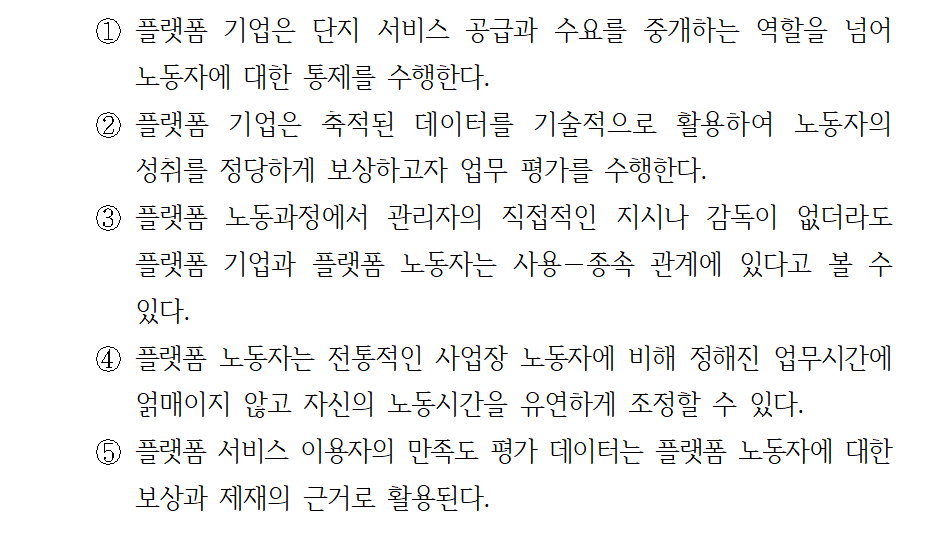 ① 플랫폼 기업은 단지 서비스 공급과 수요를 중개하는 역할을 넘어
노동자에 대한 통제를 수행한다.
② 플랫폼 기업은 축적된 데이터를 기술적으로 활용하여 노동자의
성취를 정당하게 보상하고자 업무 평가를 수행한다.
③ 플랫폼 노동과정에서 관리자의 직접적인 지시나 감독이 없더라도
플랫폼 기업과 플랫폼 노동자는 사용－종속 관계에 있다고 볼 수
있다.
④ 플랫폼 노동자는 전통적인 사업장 노동자에 비해 정해진 업무시간에
얽매이지 않고 자신의 노동시간을 유연하게 조정할 수 있다.
⑤ 플랫폼 서비스 이용자의 만족도 평가 데이터는 플랫폼 노동자에 대한
보상과 제재의 근거로 활용된다.